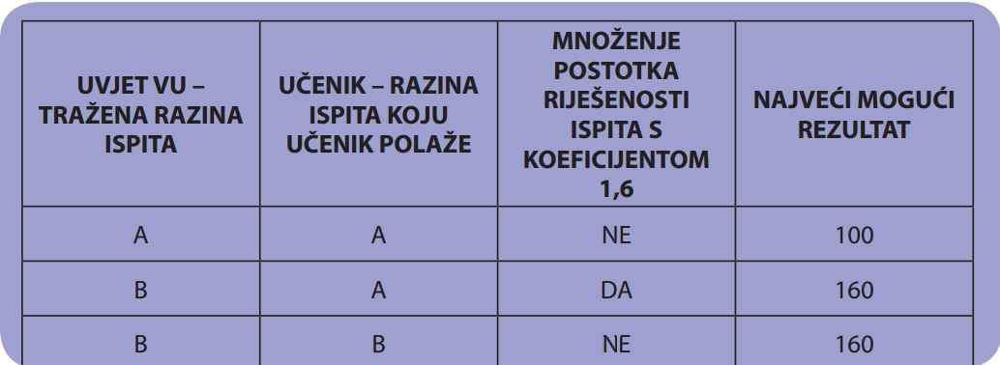 UVJET VU –
TRAŽENA RAZINA
ISPITA
UČENIK – RAZINA
ISPITA KOJU
UČENIK POLAŽE
MNOŽENJE
POSTOTKA
RIJEŠENOSTI
ISPITA S
KOEFICIJENTOM
1,6
NAJVEĆI MOGUĆI
REZULTAT
A A NE 100
B A DA 160
B B NE 160